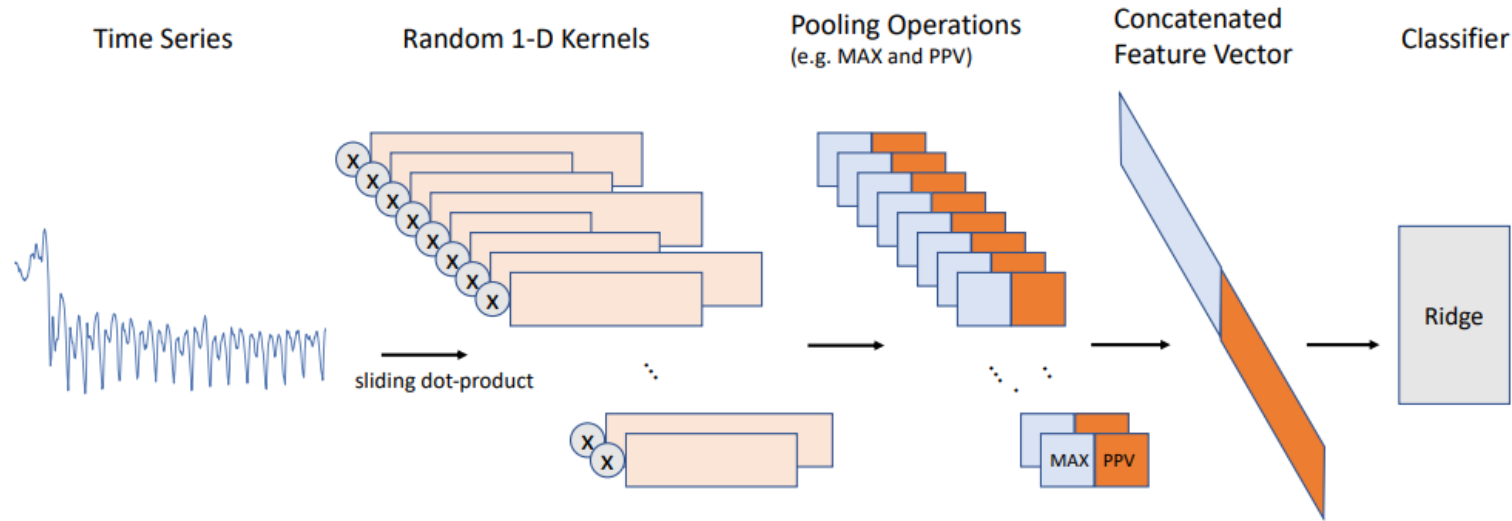 Time Series
Random 1-D Kernels
Pooling Operations
(e.g. MAX and PPV)
Concatenated
Feature Vector
Classifier
X
X
X
X
X
X
X
X
sliding dot-product
X
X
MAX
PPV
Ridge